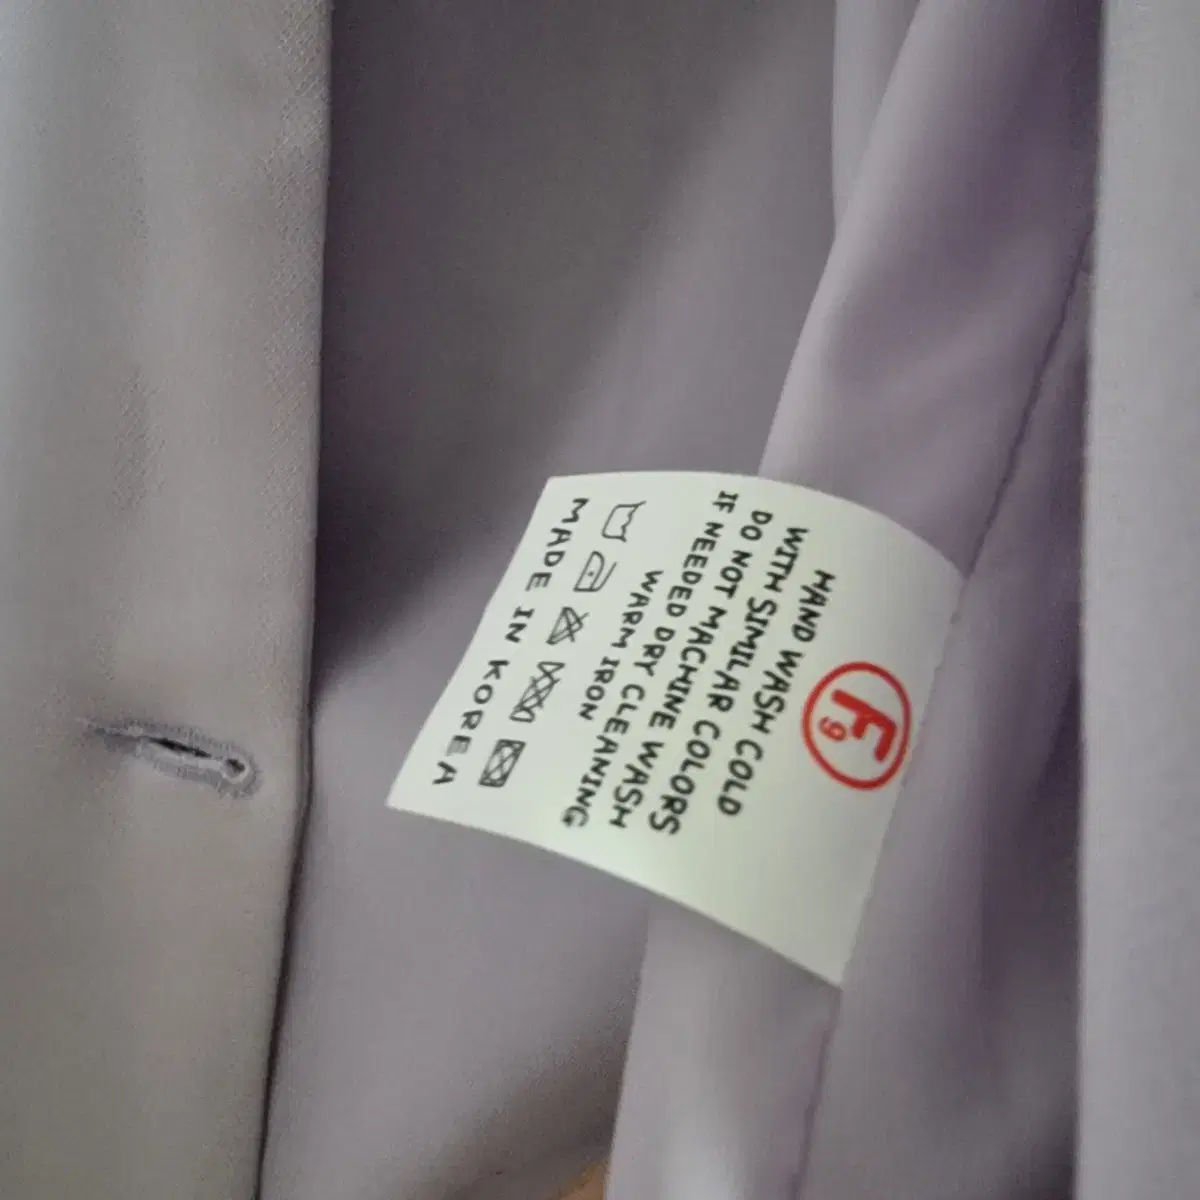 HAND WASH COLD
WITH SIMILAR COLORS
DO NOT MACHINE WASH
IF NEEDED DRY CLEANING
WARM IRON
MADE IN KOREA